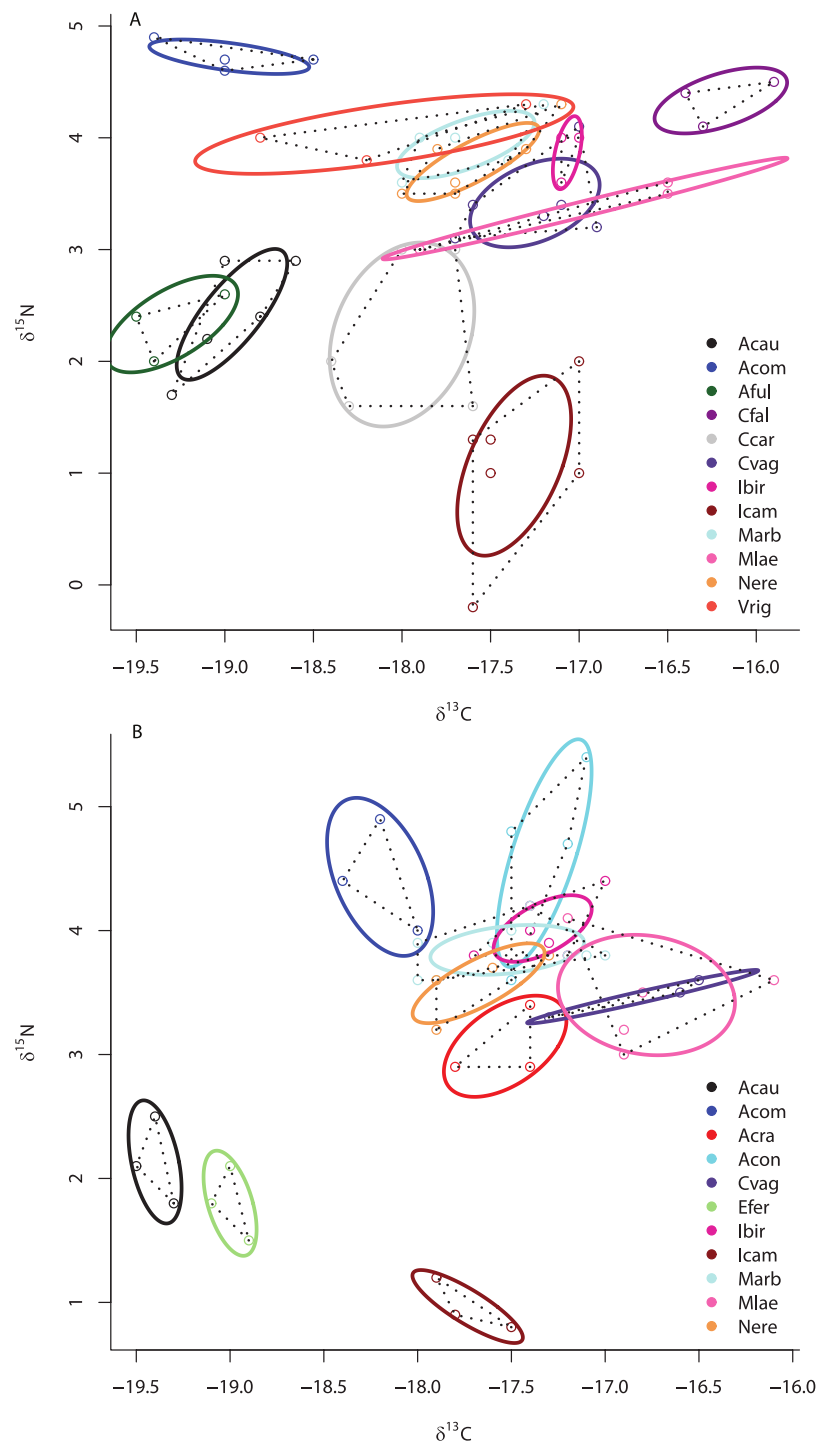 A
5
4
3
2
1
0
δ15N
Acau
Acom
Aful
Cfal
Ccar
Cvag
Ibir
Icam
Marb
Mlae
Nere
Vrig
−19.5 −19.0 −18.5 −18.0 −17.5 −17.0 −16.5 −16.0
δ13C
B
5
4
3
2
1
δ15N
Acau
Acom
Acra
Acon
Cvag
Efer
Ibir
Icam
Marb
Mlae
Nere
−19.5 −19.0 −18.5 −18.0 −17.5 −17.0 −16.5 −16.0
δ13C